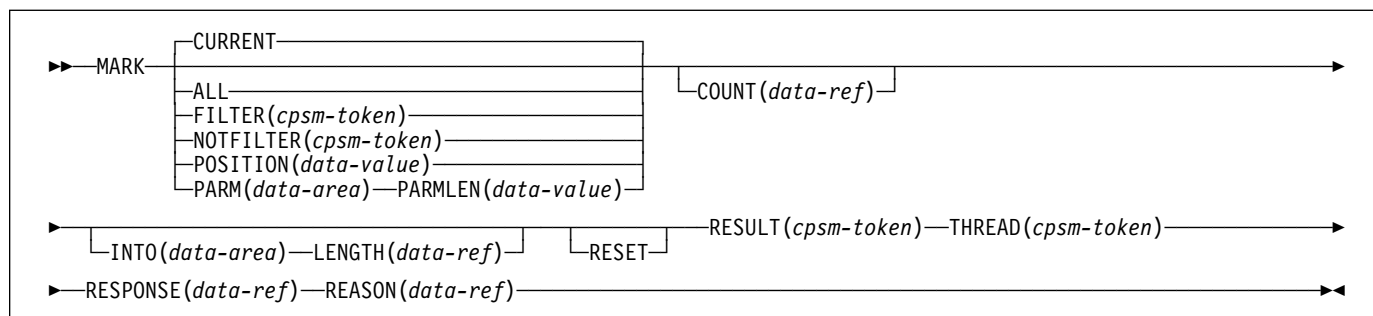 CURRENT
MARK
ALL
COUNT(data-ref)
FILTER(cpsm-token)
NOTFILTER(cpsm-token)
POSITION(data-value)
PARM(data-area) PARMLEN(data-value)
RESULT(cpsm-token) THREAD(cpsm-token)
INTO(data-area) LENGTH(data-ref) RESET
RESPONSE(data-ref) REASON(data-ref)